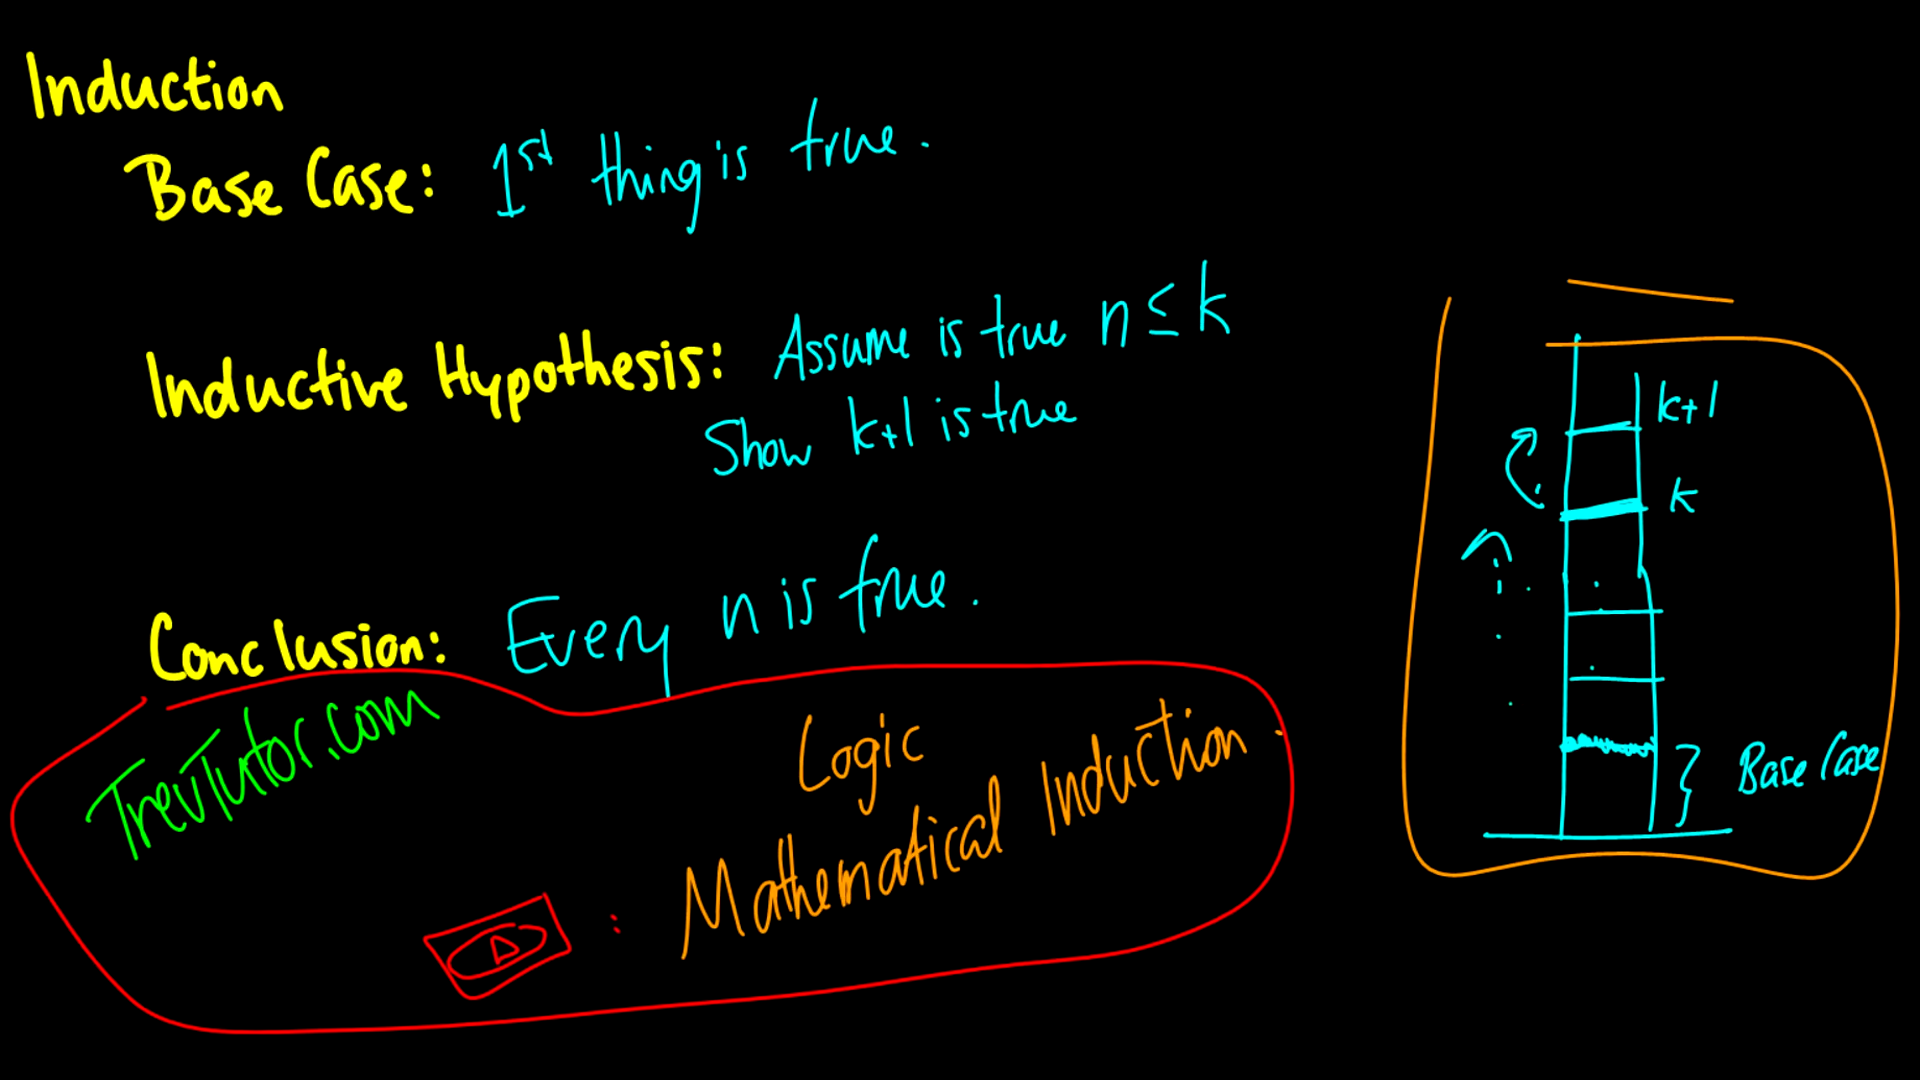 Induction
Base Case: 1st thing is true.
Inductive Hypothesis: Assume is true n ≤ k
Show k+1 is true
Conclusion: Every n is true.
TrevTutor.com
Logic
: Mathematical Induction
k+1
k
Base Case